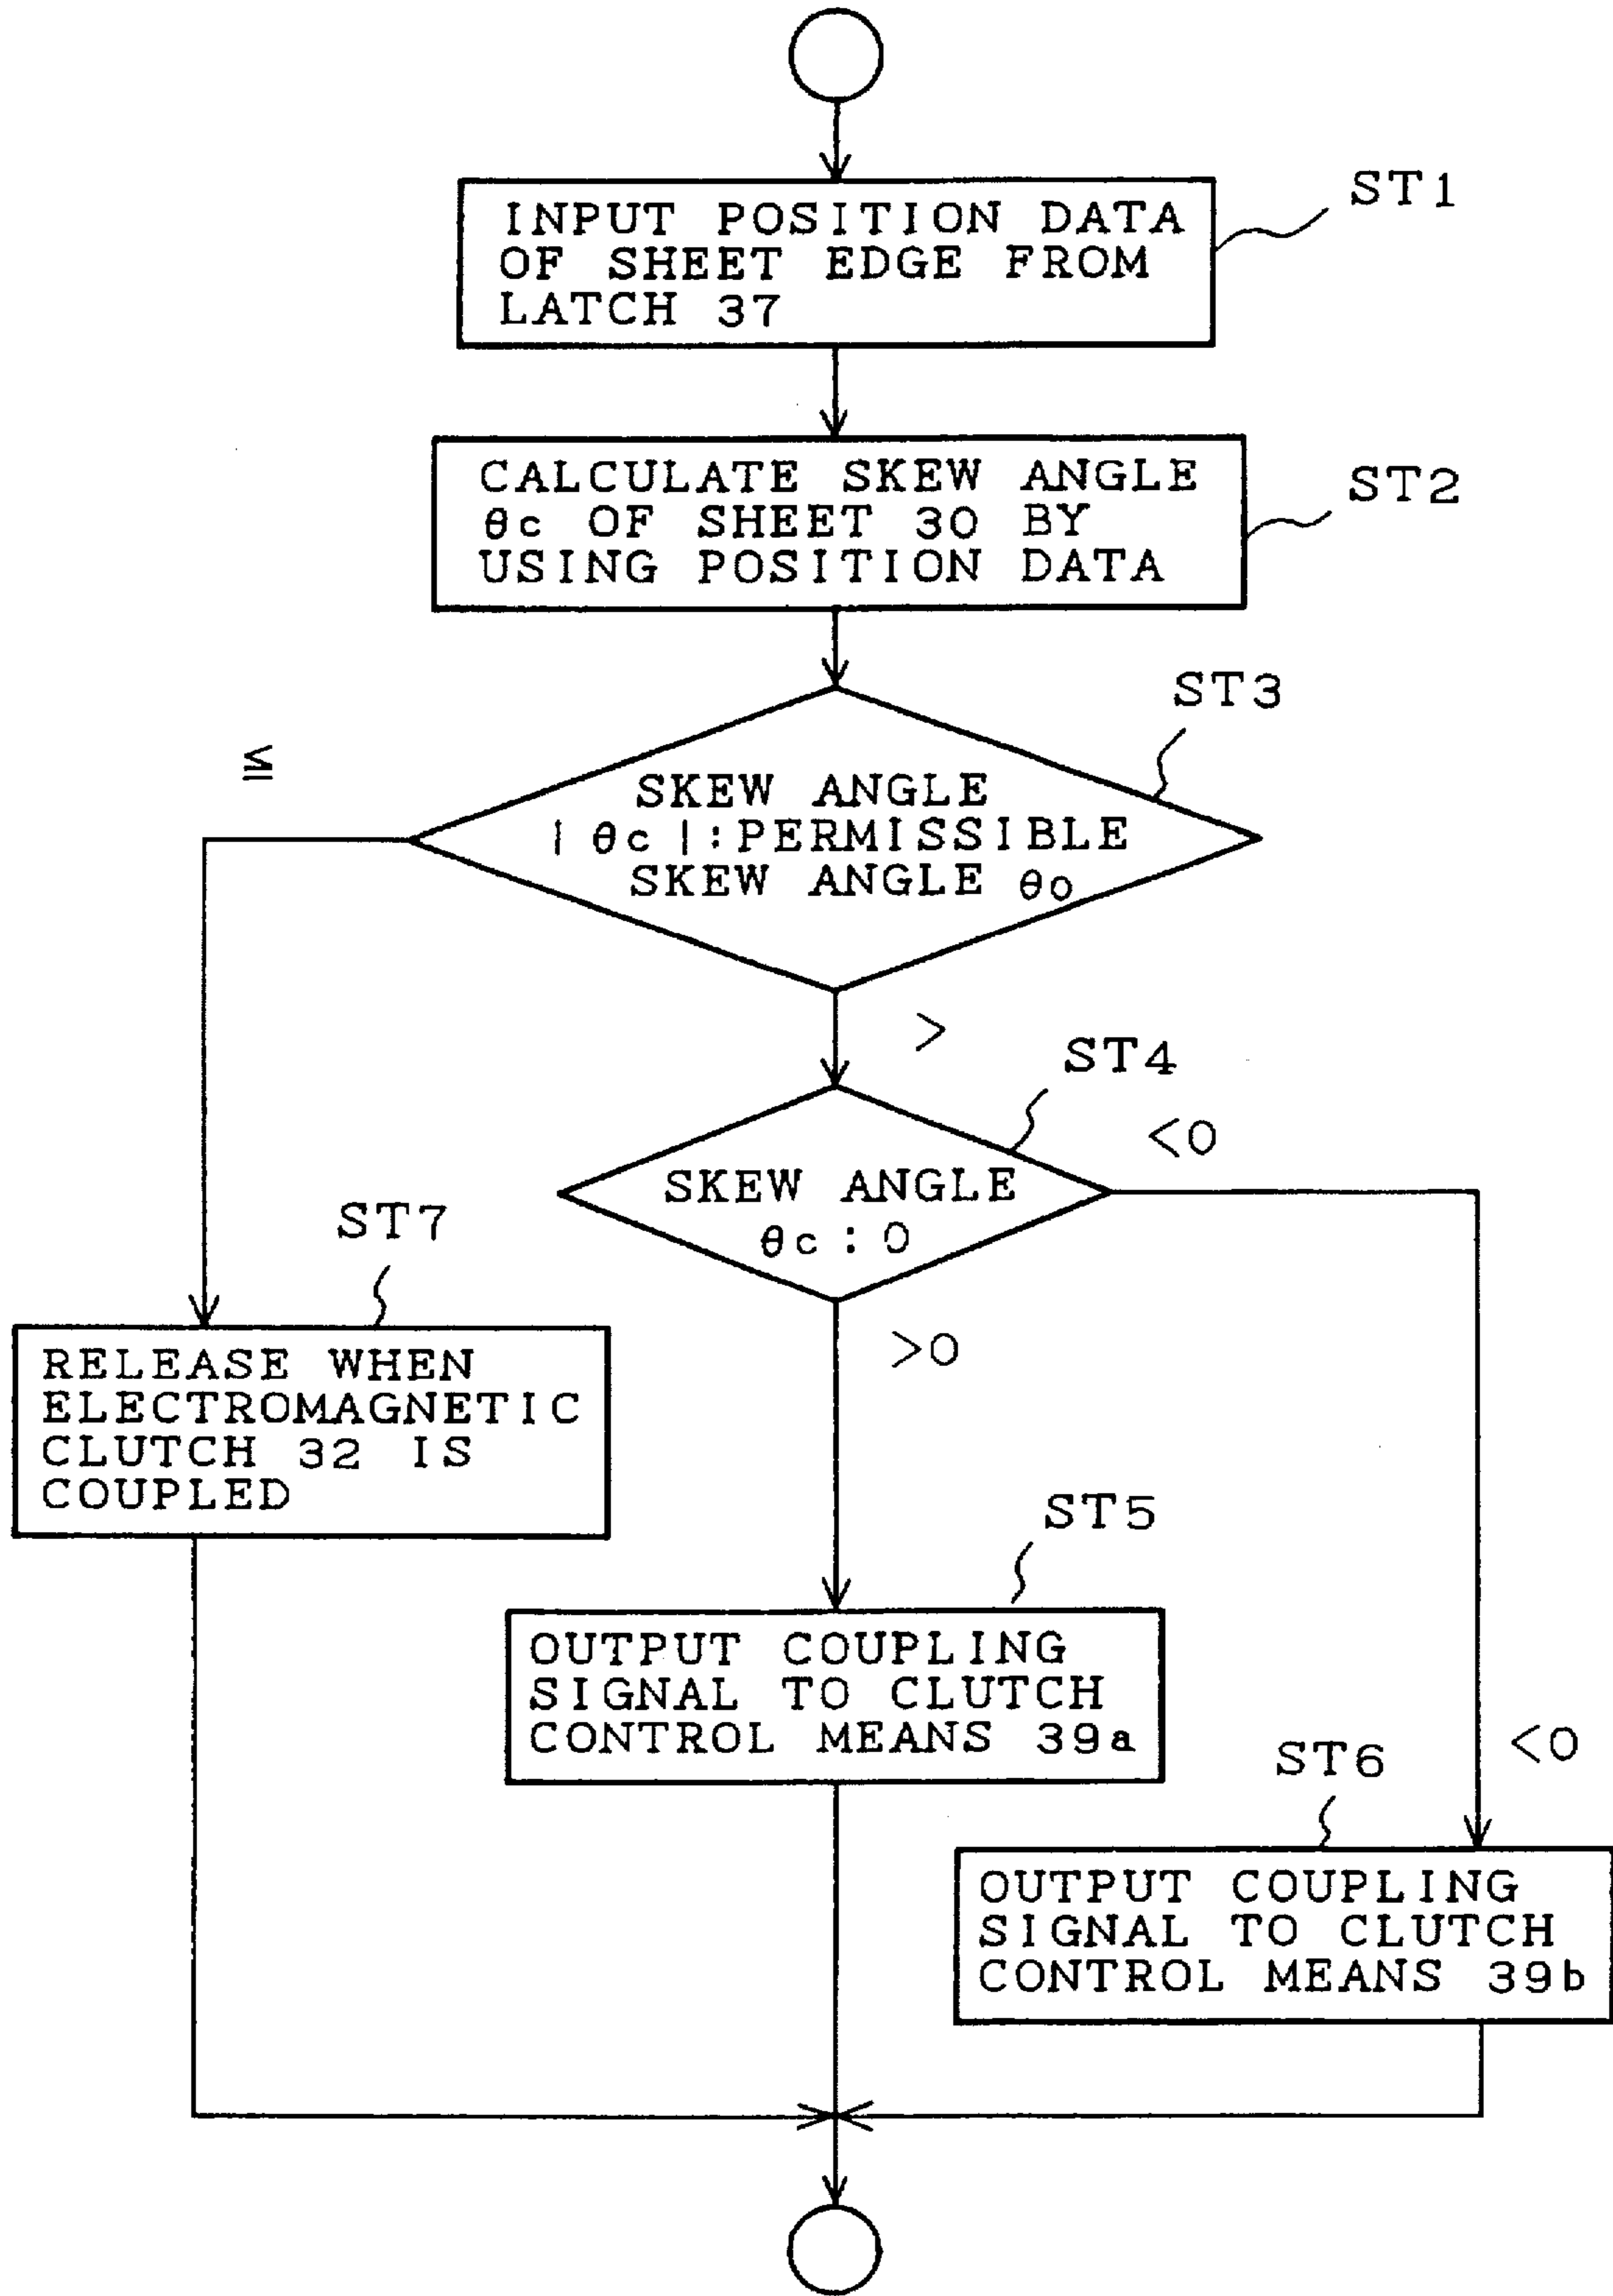 ST1
INPUT POSITION DATA
OF SHEET EDGE FROM
LATCH 37
ST2
CALCULATE SKEW ANGLE
θc OF SHEET 30 BY
USING POSITION DATA
ST3
≦
SKEW ANGLE
| θc | : PERMISSIBLE
SKEW ANGLE θo
>
ST4
<0
SKEW ANGLE
θc : 0
>0
ST7
RELEASE WHEN
ELECTROMAGNETIC
CLUTCH 32 IS
COUPLED
ST5
OUTPUT COUPLING
SIGNAL TO CLUTCH
CONTROL MEANS 39a
<0
ST6
OUTPUT COUPLING
SIGNAL TO CLUTCH
CONTROL MEANS 39b